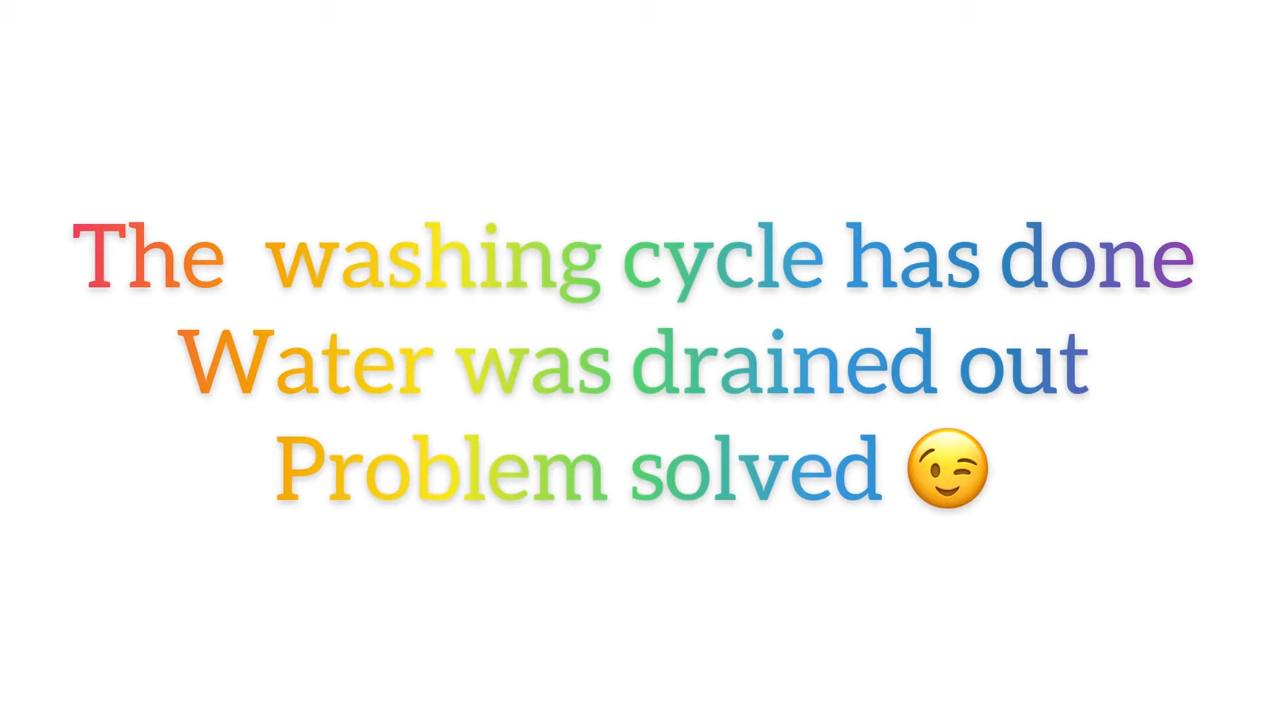 The  washing cycle has done
Water was drained out
Problem solved 😉